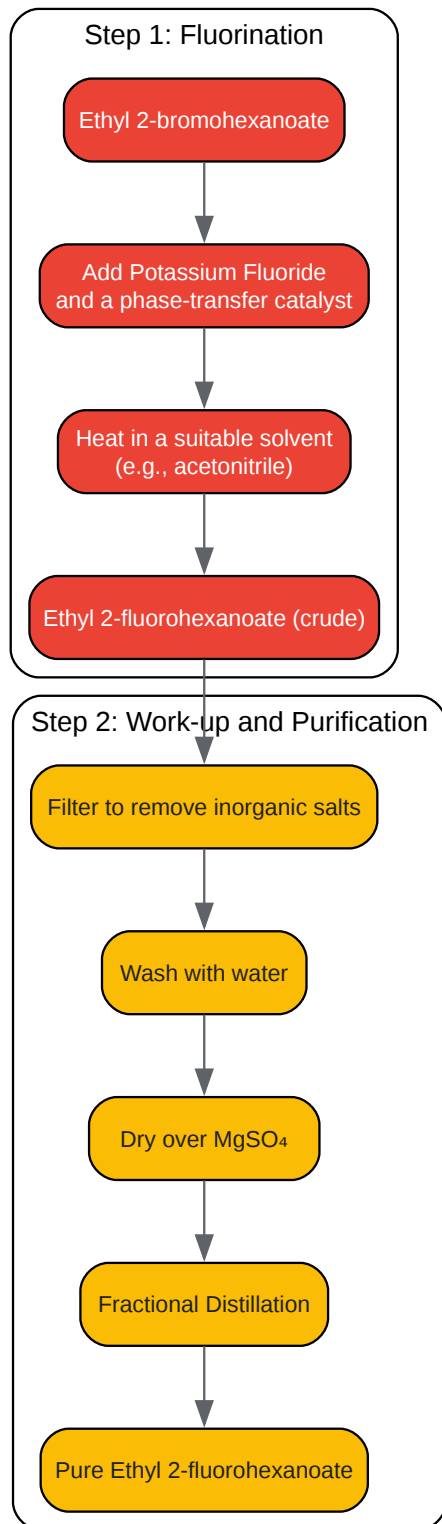 Step 1: Fluorination
Ethyl 2-bromohexanoate
Add Potassium Fluoride
and a phase-transfer catalyst
Heat in a suitable solvent
(e.g., acetonitrile)
Ethyl 2-fluorohexanoate (crude)
Step 2: Work-up and Purification
Filter to remove inorganic salts
Wash with water
Dry over MgSO₄
Fractional Distillation
Pure Ethyl 2-fluorohexanoate